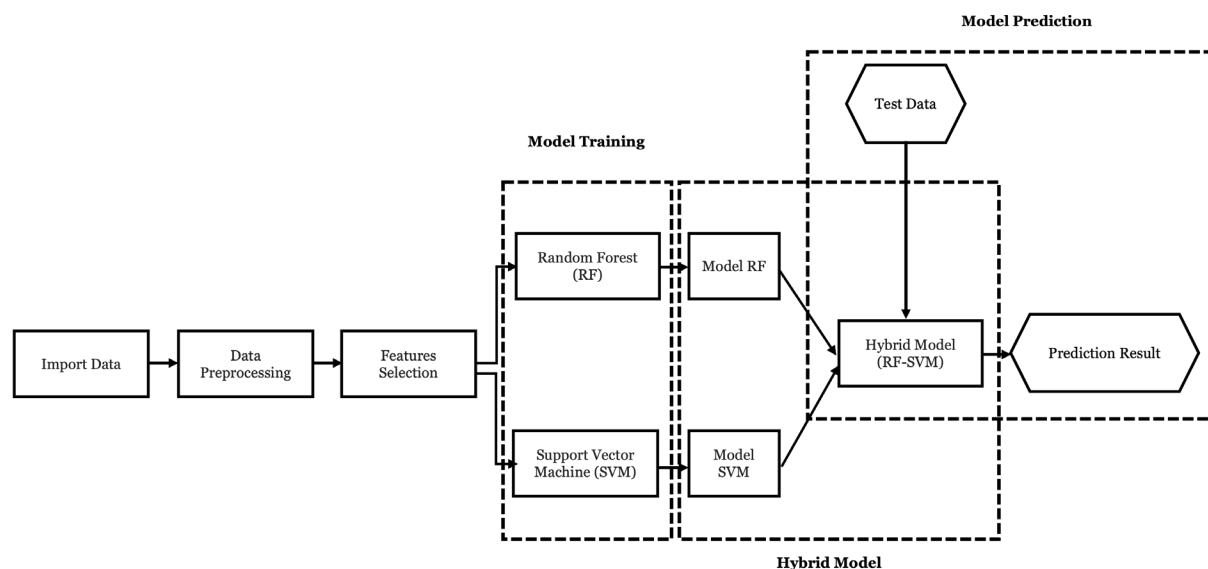 Model Prediction
Test Data
Model Training
Random Forest
(RF)
Model RF
Import Data
Data
Preprocessing
Features
Selection
Hybrid Model
(RF-SVM)
Prediction Result
Support Vector
Machine (SVM)
Model
SVM
Hybrid Model